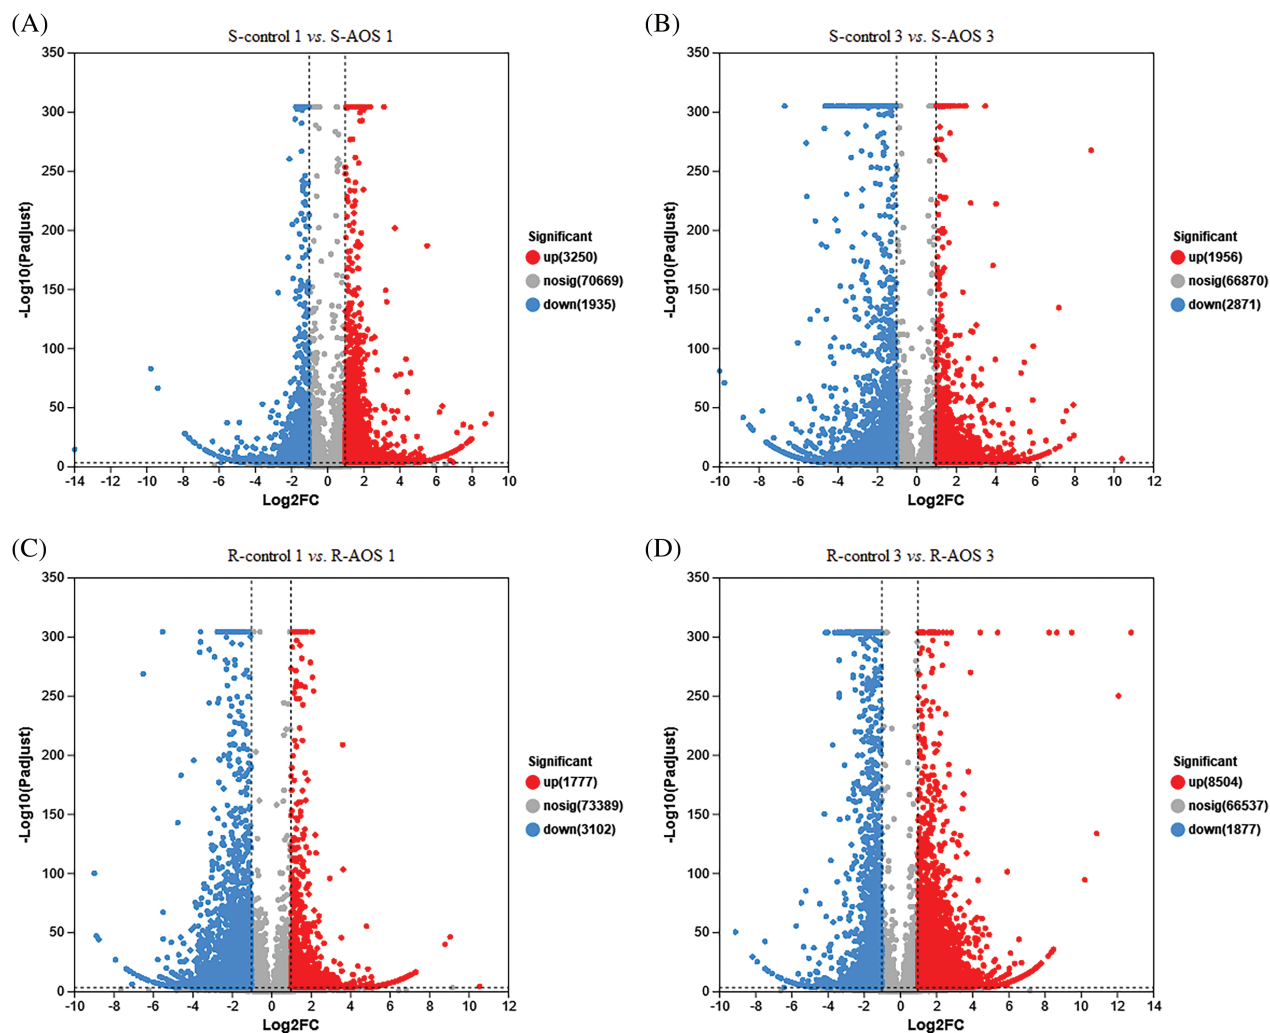 (A)
S-control 1 vs. S-AOS 1
350
300
250
200
150
100
50
0
-Log10(Padjust)
-14
-12
-10
-8
-6
-4
-2
0
2
4
6
8
10
Log2FC
Significant
up(3250)
nosig(70669)
down(1935)
(B)
S-control 3 vs. S-AOS 3
350
300
250
200
150
100
50
0
-Log10(Padjust)
-10
-8
-6
-4
-2
0
2
4
6
8
10
12
Log2FC
Significant
up(1956)
nosig(66870)
down(2871)
(C)
R-control 1 vs. R-AOS 1
350
300
250
200
150
100
50
0
-Log10(Padjust)
-10
-8
-6
-4
-2
0
2
4
6
8
10
12
Log2FC
Significant
up(1777)
nosig(73389)
down(3102)
(D)
R-control 3 vs. R-AOS 3
350
300
250
200
150
100
50
0
-Log10(Padjust)
-10
-8
-6
-4
-2
0
2
4
6
8
10
12
14
Log2FC
Significant
up(8504)
nosig(66537)
down(1877)